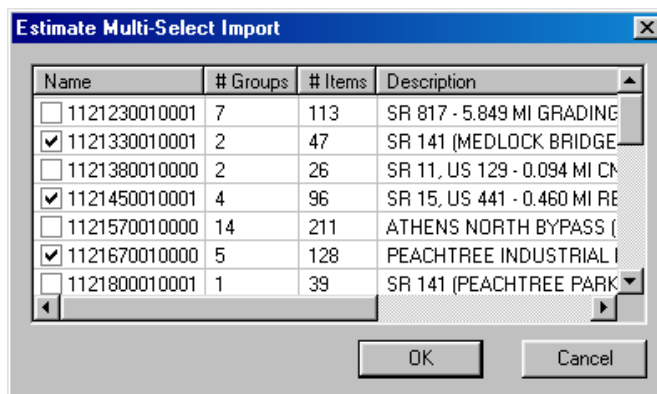 Estimate Multi-Select Import
Name # Groups # Items Description
1121230010001 7 113 SR 817 - 5.849 MI GRADING
1121330010001 2 47 SR 141 (MEDLOCK BRIDGE
1121380010000 2 26 SR 11, US 129 - 0.094 MI
1121450010001 4 96 SR 15, US 441 - 0.460 MI RE
1121570010000 14 211 ATHENS NORTH BYPASS (
1121670010000 5 128 PEACHTREE INDUSTRIAL
1121800010001 1 39 SR 141 (PEACHTREE PARK
OK Cancel